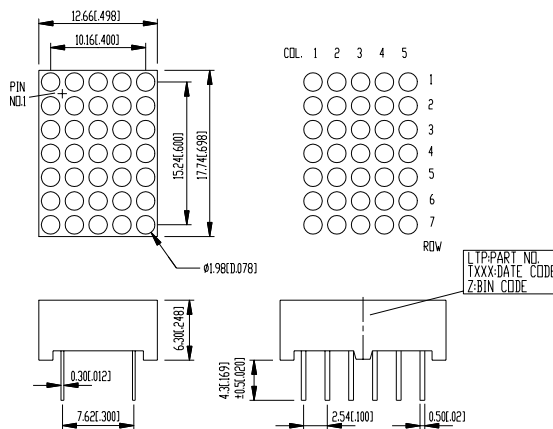 12.66[.498]
10.16[.400]
PIN
NO.1
15.24[.600]
17.74[.698]
ø1.98[0.078]
COL. 1 2 3 4 5
1
2
3
4
5
6
7
ROW
LTP:PART NO.
TXXX:DATE CODE
Z:BIN CODE
6.30[.248]
0.30[.012]
7.62[.300]
4.3[.169]
±0.5[.020]
2.54[.100]
0.50[.02]